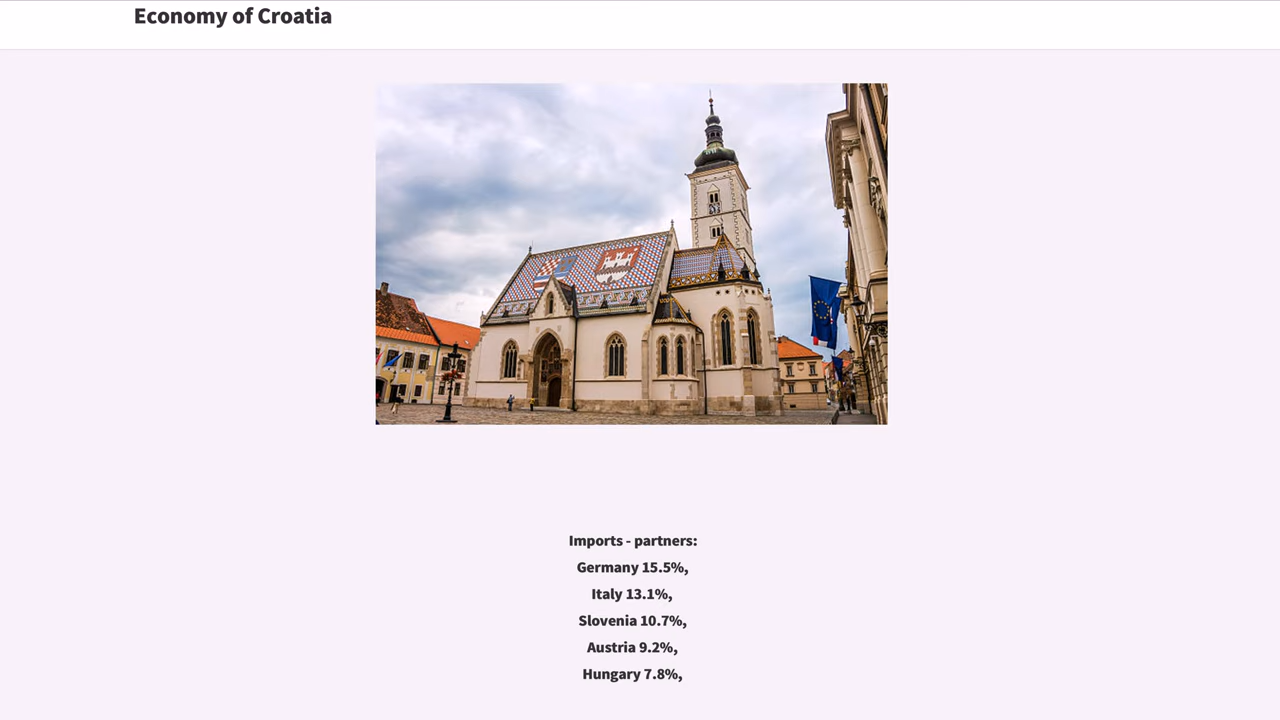 Economy of Croatia
Imports - partners:
Germany 15.5%,
Italy 13.1%,
Slovenia 10.7%,
Austria 9.2%,
Hungary 7.8%,